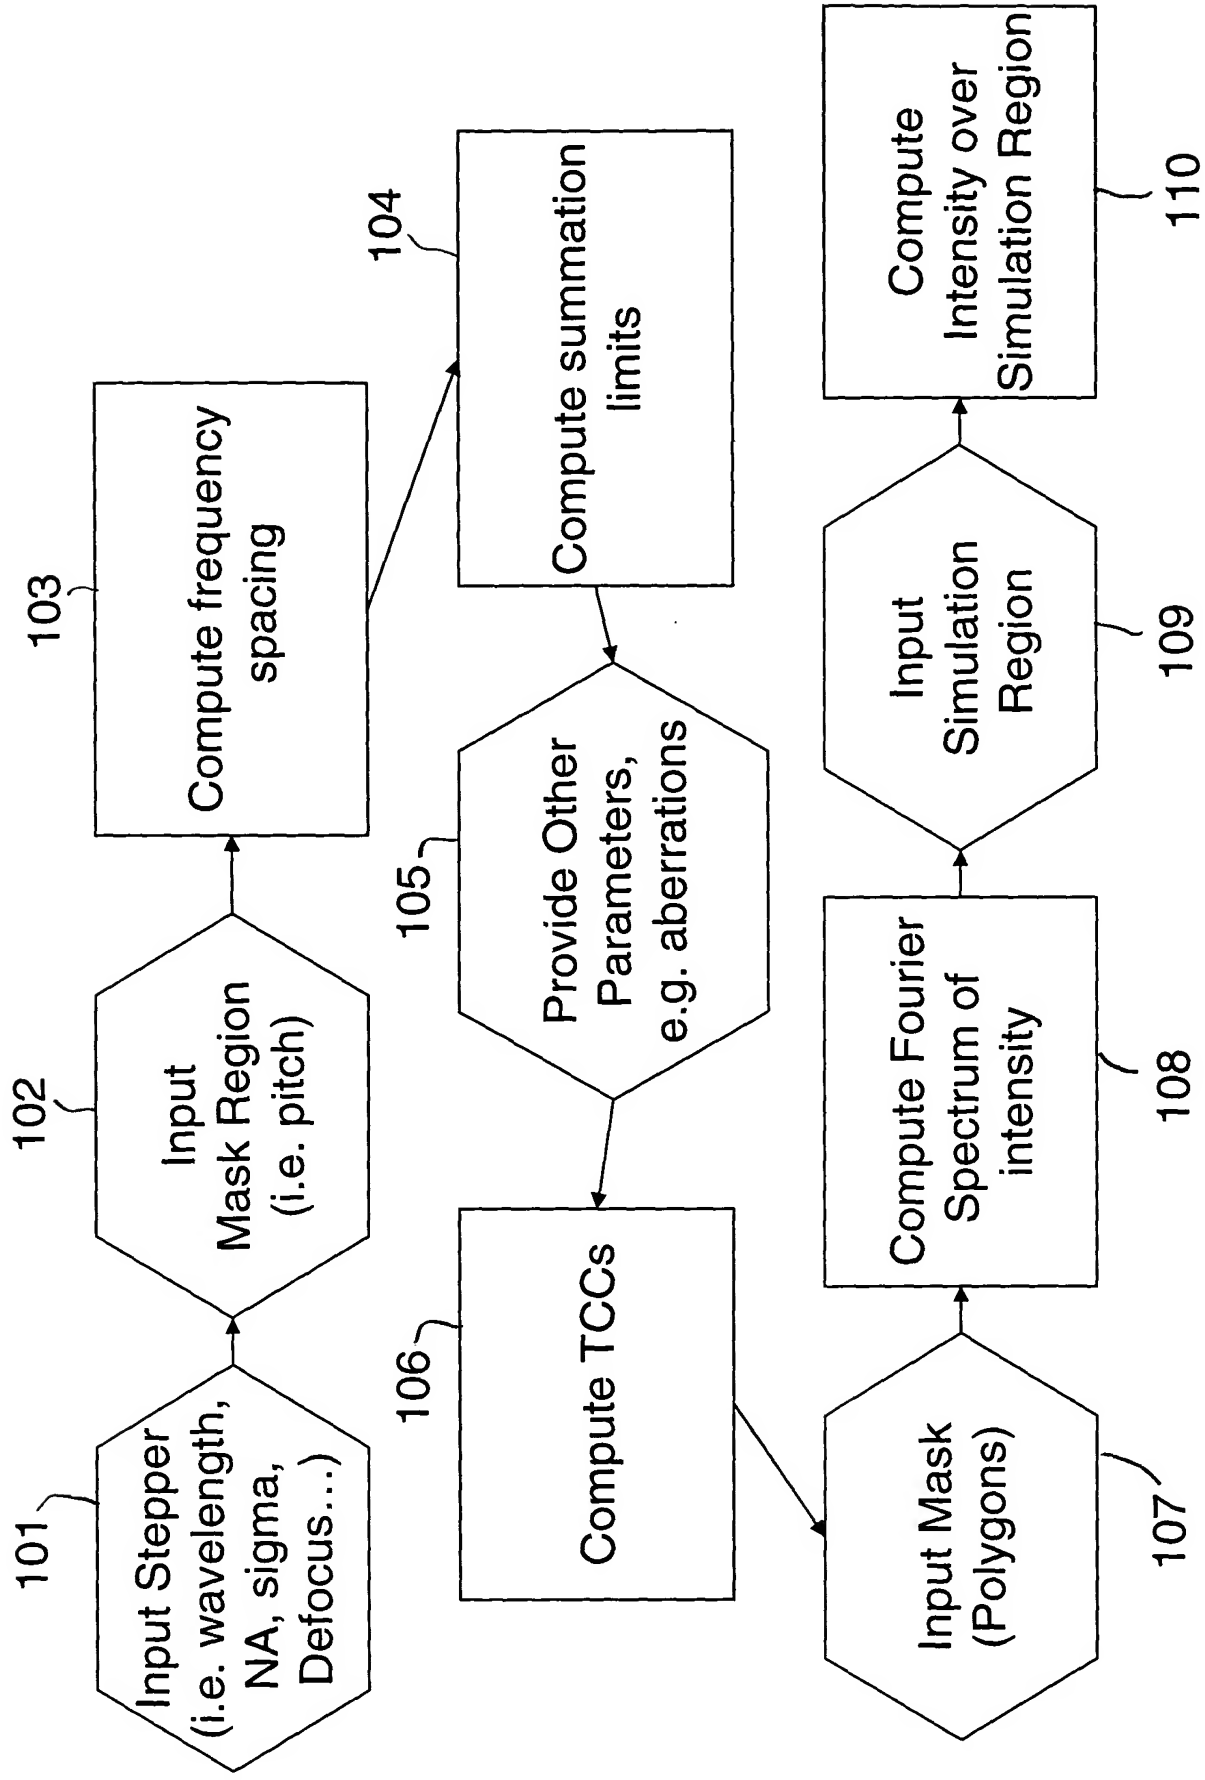 101
Input Stepper
(i.e. wavelength,
NA, sigma,
Defocus...)
102
Input
Mask Region
(i.e. pitch)
103
Compute frequency
spacing
104
Compute summation
limits
105
Provide Other
Parameters,
e.g. aberrations
106
Compute TCCs
107
Input Mask
(Polygons)
108
Compute Fourier
Spectrum of
intensity
109
Input
Simulation
Region
110
Compute
Intensity over
Simulation Region